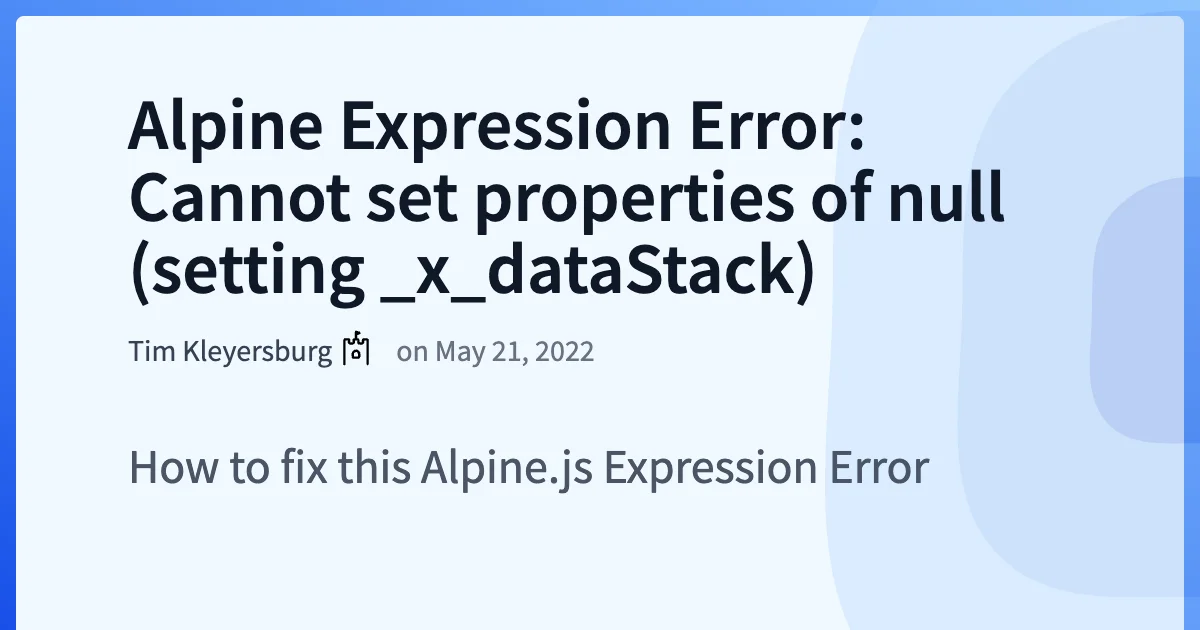 Alpine Expression Error:
Cannot set properties of null
(setting _x_dataStack)
Tim Kleyersburg on May 21, 2022
How to fix this Alpine.js Expression Error